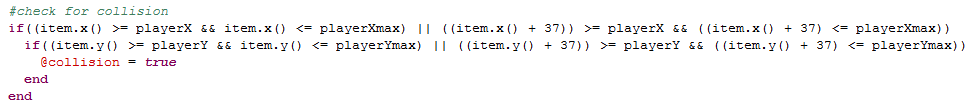 #check for collision
if((item.x() >= playerX && item.x() <= playerXmax) || ((item.x() + 37)) >= playerX && ((item.x() + 37) <= playerXmax))
if((item.y() >= playerY && item.y() <= playerYmax) || ((item.y() + 37)) >= playerY && ((item.y() + 37) <= playerYmax))
@collision = true
end
end